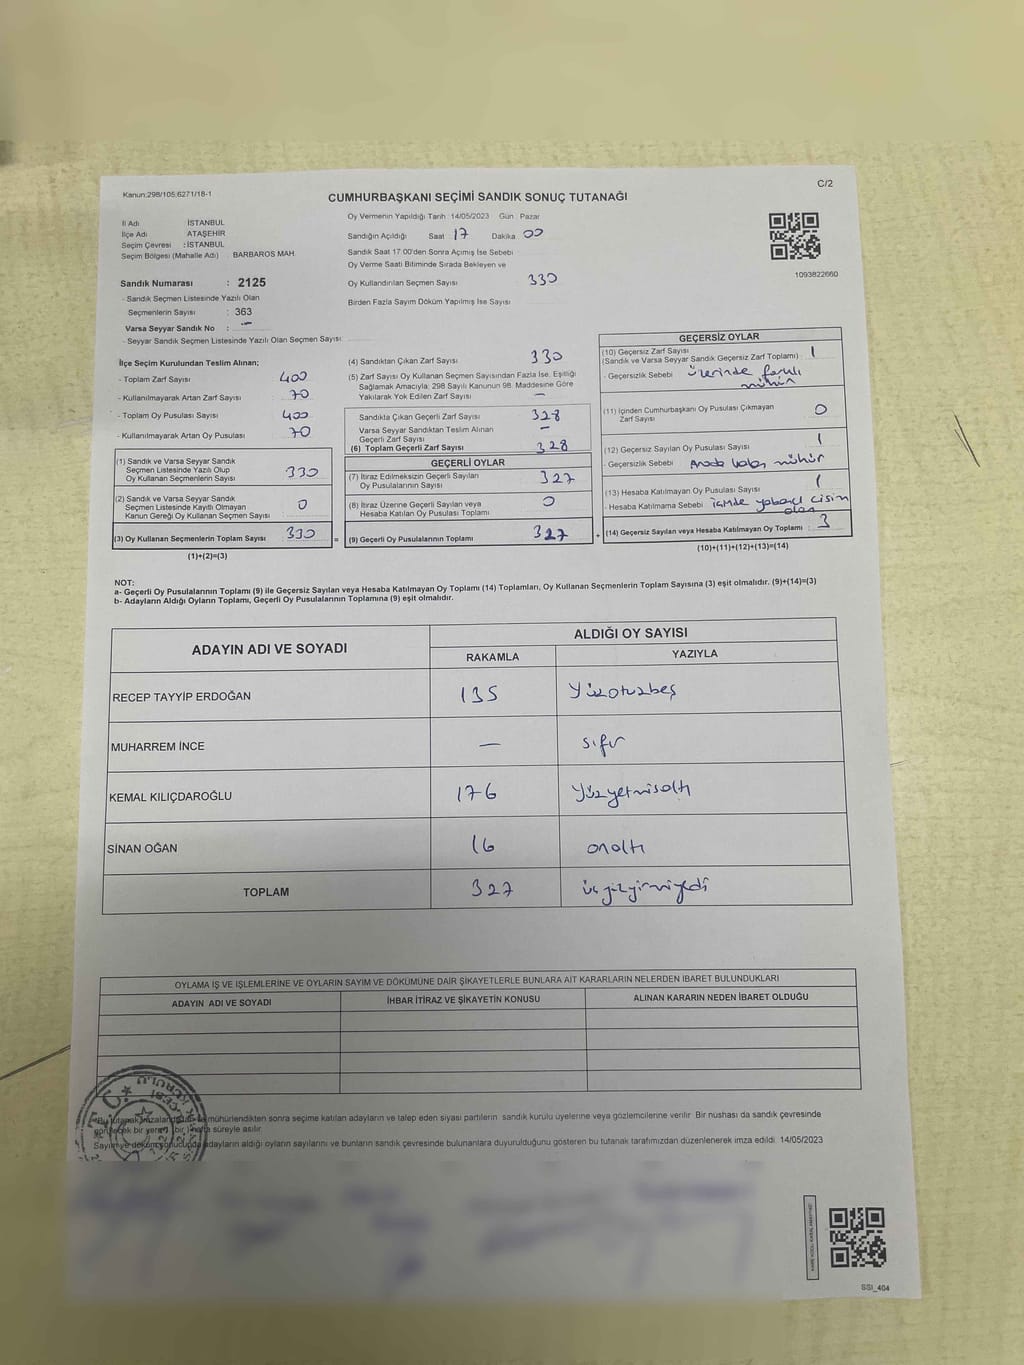 Kanun:298/105,6271/18-1
C/2
CUMHURBAŞKANI SEÇİMİ SANDIK SONUÇ TUTANAĞI
İl Adı : İSTANBUL
İlçe Adı : ATAŞEHİR
Seçim Çevresi : İSTANBUL
Seçim Bölgesi (Mahalle Adı) : BARBAROS MAH.
Sandık Numarası : 2125
- Sandık Seçmen Listesinde Yazılı Olan
Seçmenlerin Sayısı : 363
Varsa Seyyar Sandık No : —
- Seyyar Sandık Seçmen Listesinde Yazılı Olan Seçmen Sayısı:
Oy Vermenin Yapıldığı Tarih :14/05/2023 Gün : Pazar
Sandığın Açıldığı Saat 17 Dakika 00
Sandık Saat 17:00'den Sonra Açımış İse Sebebi
Oy Verme Saati Bitiminde Sırada Bekleyen ve
Oy Kullandırılan Seçmen Sayısı 330
Birden Fazla Sayım Döküm Yapılmış İse Sayısı
1093822660
İlçe Seçim Kurulundan Teslim Alınan;
- Toplam Zarf Sayısı 400
- Kullanılmayarak Artan Zarf Sayısı 70
- Toplam Oy Pusulası Sayısı 400
- Kullanılmayarak Artan Oy Pusulası 70
(1) Sandık ve Varsa Seyyar Sandık
Seçmen Listesinde Yazılı Olup
Oy Kullanan Seçmenlerin Sayısı 330
(2) Sandık ve Varsa Seyyar Sandık
Seçmen Listesinde Kayıtlı Olmayan
Kanun Gereği Oy Kullanan Seçmen Sayısı 0
(3) Oy Kullanan Seçmenlerin Toplam Sayısı 330 =
(1)+(2)=(3)
(4) Sandıktan Çıkan Zarf Sayısı 330
(5) Zarf Sayısı Oy Kullanan Seçmen Sayısından Fazla İse, Eşitliği
Sağlamak Amacıyla; 298 Sayılı Kanunun 98. Maddesine Göre
Yakılarak Yok Edilen Zarf Sayısı —
Sandıkta Çıkan Geçerli Zarf Sayısı 328
Varsa Seyyar Sandıktan Teslim Alınan
Geçerli Zarf Sayısı —
(6) Toplam Geçerli Zarf Sayısı 328
GEÇERLİ OYLAR
(7) İtiraz Edilmeksizin Geçerli Sayılan
Oy Pusulalarının Sayısı 327
(8) İtiraz Üzerine Geçerli Sayılan veya
Hesaba Katılan Oy Pusulası Toplamı 0
(9) Geçerli Oy Pusulalarının Toplamı 327 +
GEÇERSİZ OYLAR
(10) Geçersiz Zarf Sayısı
(Sandık ve Varsa Seyyar Sandık Geçersiz Zarf Toplamı) 1
- Geçersizlik Sebebi üzerinde farklı
mühür
(11) İçinden Cumhurbaşkanı Oy Pusulası Çıkmayan
Zarf Sayısı 0
(12) Geçersiz Sayılan Oy Pusulası Sayısı 1
- Geçersizlik Sebebi Arada kalan mühür
(13) Hesaba Katılmayan Oy Pusulası Sayısı 1
- Hesaba Katılmama Sebebi içinde yabancı cisim
olan
(14) Geçersiz Sayılan veya Hesaba Katılmayan Oy Toplamı : 3
(10)+(11)+(12)+(13)=(14)
NOT:
a- Geçerli Oy Pusulalarının Toplamı (9) ile Geçersiz Sayılan veya Hesaba Katılmayan Oy Toplamı (14) Toplamları, Oy Kullanan Seçmenlerin Toplam Sayısına (3) eşit olmalıdır. (9)+(14)=(3)
b- Adayların Aldığı Oyların Toplamı, Geçerli Oy Pusulalarının Toplamına (9) eşit olmalıdır.
ADAYIN ADI VE SOYADI
ALDIĞI OY SAYISI
RAKAMLA YAZIYLA
RECEP TAYYİP ERDOĞAN 135 Yüzotuzbeş
MUHARREM İNCE — sıfır
KEMAL KILIÇDAROĞLU 176 Yüzyetmişaltı
SİNAN OĞAN 16 onaltı
TOPLAM 327 üçyüzyirmiyedi
OYLAMA İŞ VE İŞLEMLERİNE VE OYLARIN SAYIM VE DÖKÜMÜNE DAİR ŞİKAYETLERLE BUNLARA AİT KARARLARIN NELERDEN İBARET BULUNDUKLARI
ADAYIN ADI VE SOYADI İHBAR İTİRAZ VE ŞİKAYETİN KONUSU ALINAN KARARIN NEDEN İBARET OLDUĞU
mühürlendikten sonra seçime katılan adayların ve talep eden siyasi partilerin sandık kurulu üyelerine veya gözlemcilerine verilir. Bir nüshası da sandık çevresinde
süreyle asılır.
adayların aldığı oyların sayılarını ve bunların sandık çevresinde bulunanlara duyurulduğunu gösteren bu tutanak tarafımızdan düzenlenerek imza edildi. 14/05/2023
T.C.
SSI_404